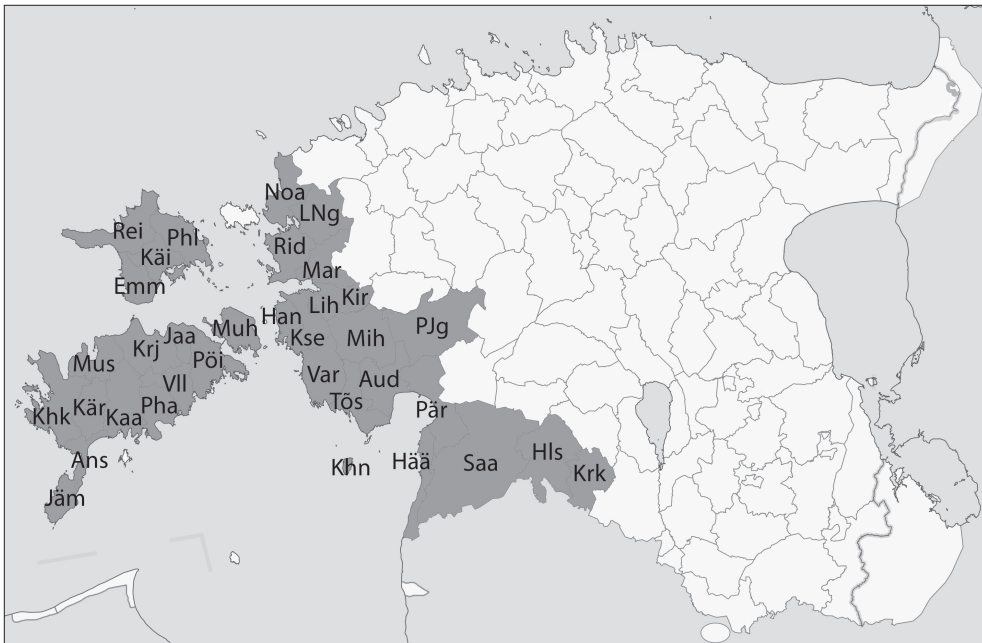 Noa
LNg
Rei
Phl
Rid
Käi
Mar
Emm
Kir
Lih
Han
Muh
PJg
Jaa
Kse
Mih
Krj
Pöi
Mus
Var
Aud
Vll
Tõs
Khk
Kär
Kaa
Pha
Pär
Ans
Khn
Hää
Saa
Hls
Krk
Jäm